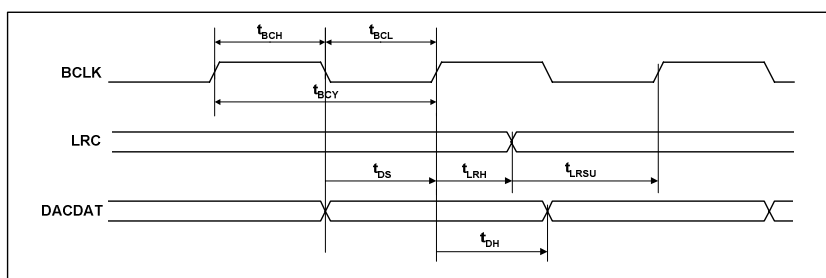 tBCH tBCL
BCLK
tBCY
LRC
tDS tLRH tLRSU
DACDAT
tDH